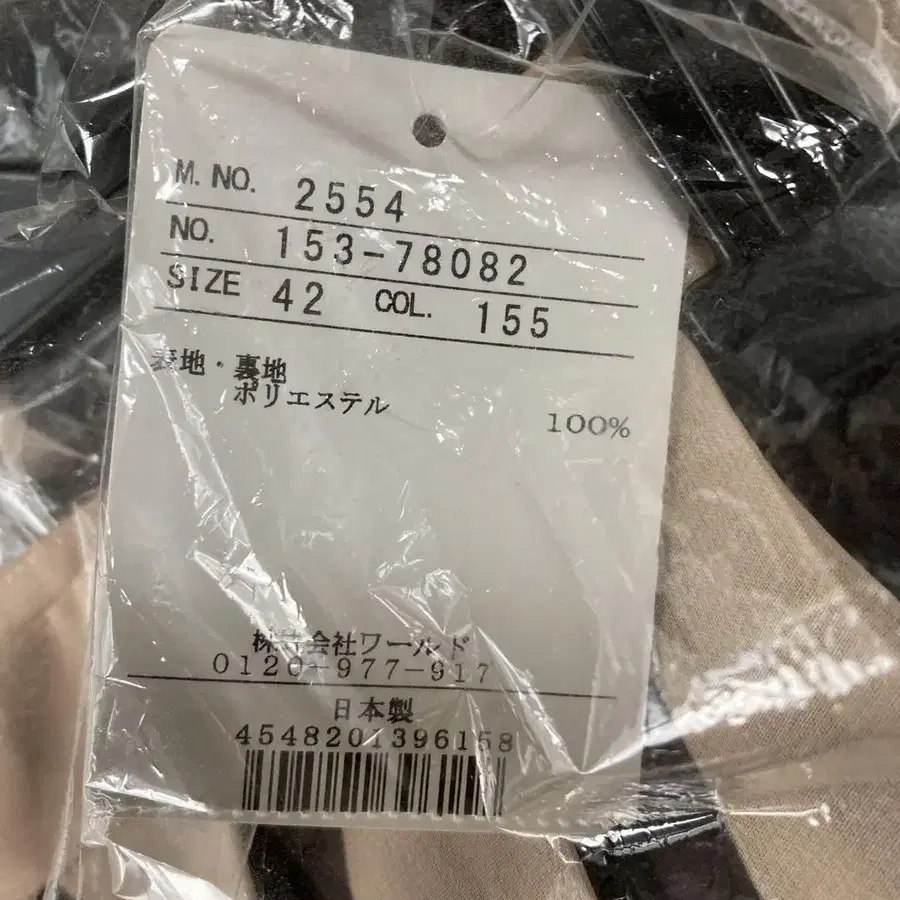 M. NO. 2554
NO. 153-78082
SIZE 42 COL. 155
表地・裏地
ポリエステル 100%
株式会社ワールド
0120-977-917
日本製
4548201396158